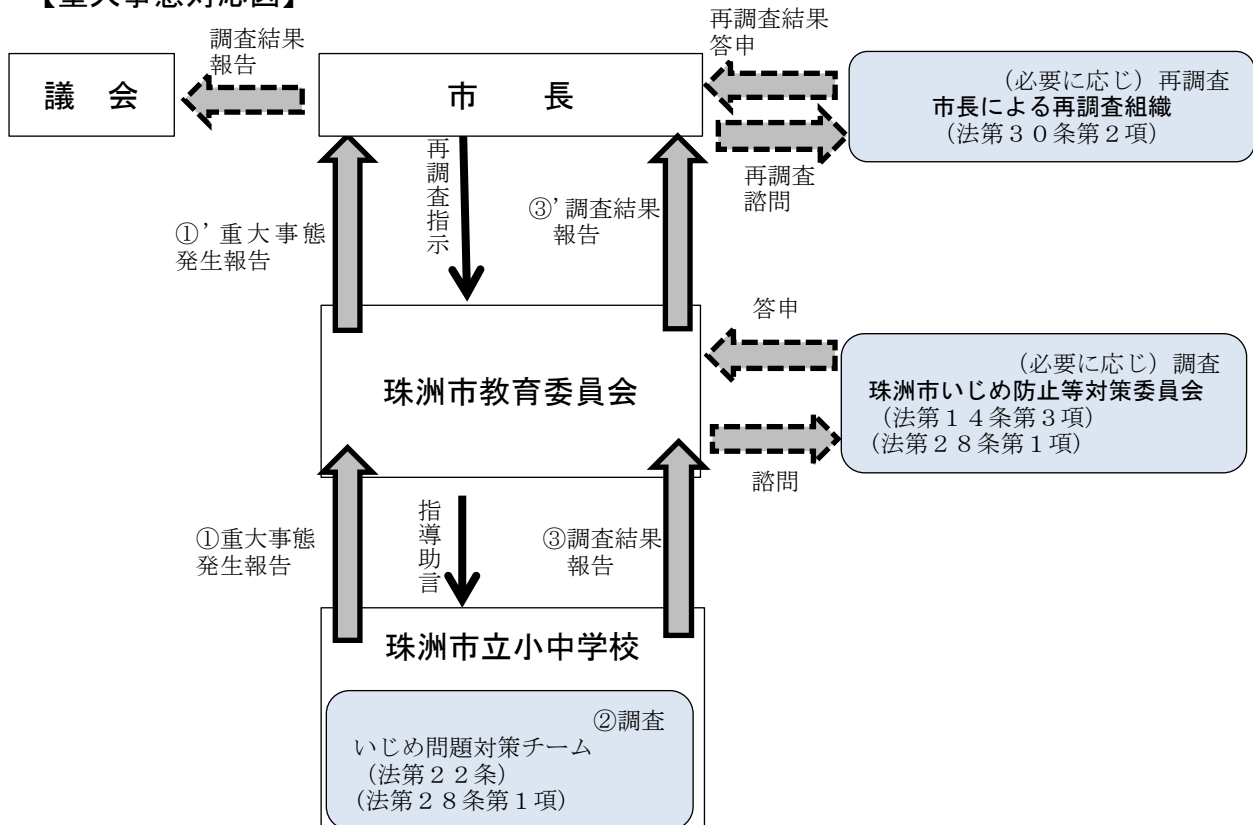 【重大事態対応図】
調査結果
報告
再調査結果
答申
議　会
市　　長
（必要に応じ）再調査
市長による再調査組織
（法第３０条第２項）
再調査指示
再調査
諮問
①’重大事態
発生報告
③’調査結果
報告
答申
珠洲市教育委員会
（必要に応じ）調査
珠洲市いじめ防止等対策委員会
（法第１４条第３項）
（法第２８条第１項）
諮問
①重大事態
発生報告
指導助言
③調査結果
報告
珠洲市立小中学校
②調査
いじめ問題対策チーム
（法第２２条）
（法第２８条第１項）